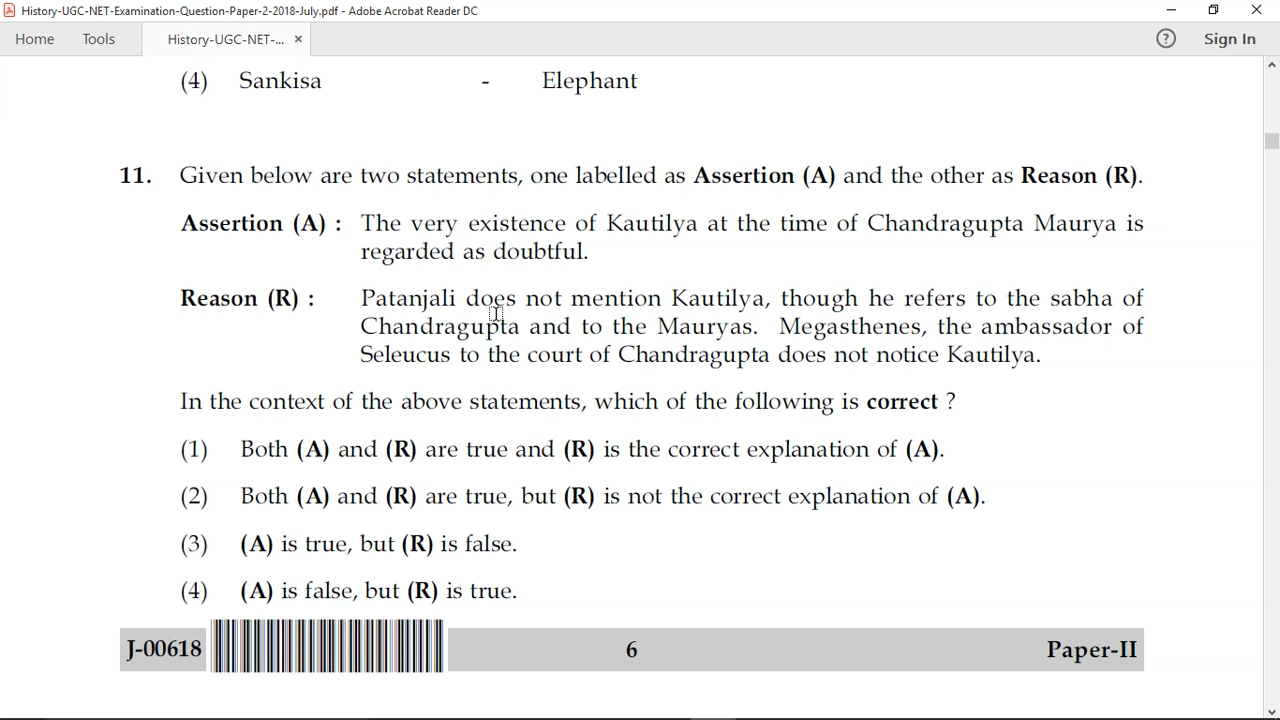 History-UGC-NET-Examination-Question-Paper-2-2018-July.pdf - Adobe Acrobat Reader DC
Home Tools History-UGC-NET-... × ? Sign In
(4) Sankisa - Elephant
11. Given below are two statements, one labelled as Assertion (A) and the other as Reason (R).
Assertion (A) : The very existence of Kautilya at the time of Chandragupta Maurya is
regarded as doubtful.
Reason (R) : Patanjali does not mention Kautilya, though he refers to the sabha of
Chandragupta and to the Mauryas. Megasthenes, the ambassador of
Seleucus to the court of Chandragupta does not notice Kautilya.
In the context of the above statements, which of the following is correct ?
(1) Both (A) and (R) are true and (R) is the correct explanation of (A).
(2) Both (A) and (R) are true, but (R) is not the correct explanation of (A).
(3) (A) is true, but (R) is false.
(4) (A) is false, but (R) is true.
J-00618 6 Paper-II